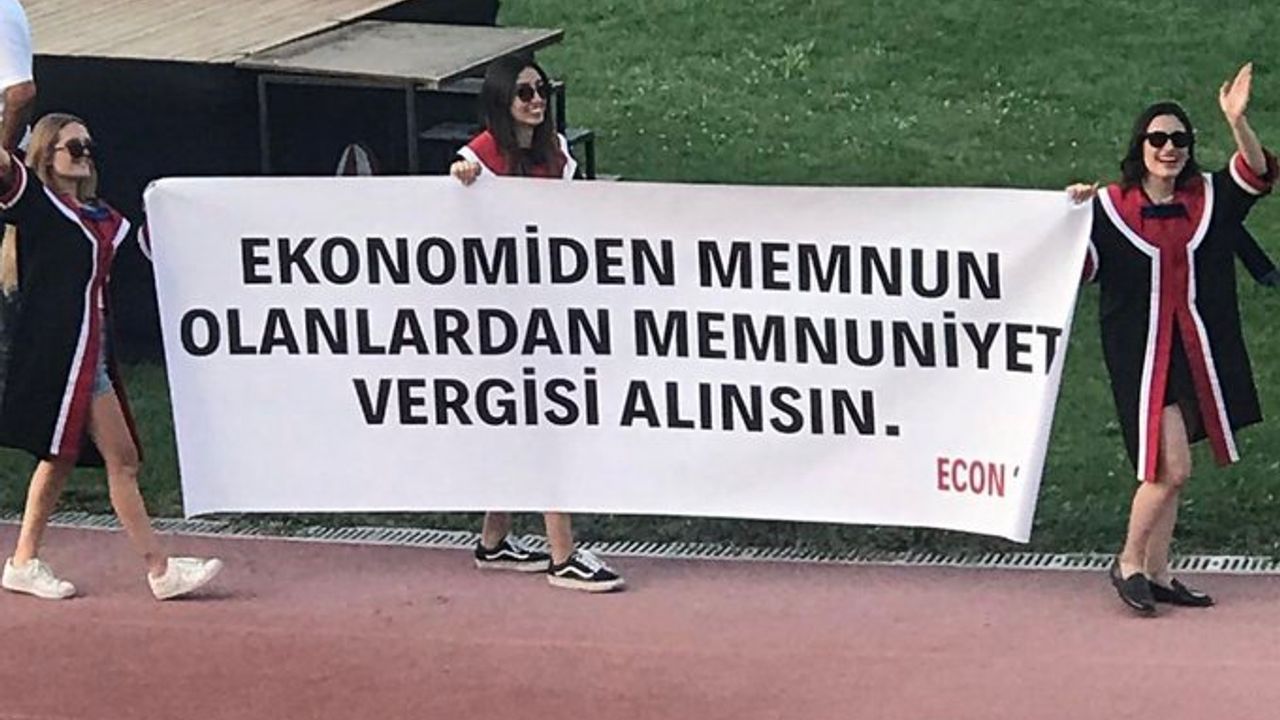 EKONOMİDEN MEMNUN
OLANLARDAN MEMNUNİYET
VERGİSİ ALINSIN.
ECON '